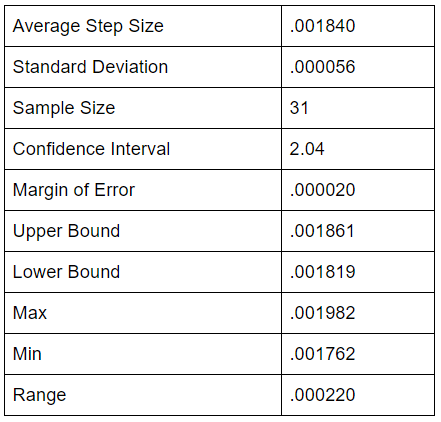 Average Step Size .001840
Standard Deviation .000056
Sample Size 31
Confidence Interval 2.04
Margin of Error .000020
Upper Bound .001861
Lower Bound .001819
Max .001982
Min .001762
Range .000220